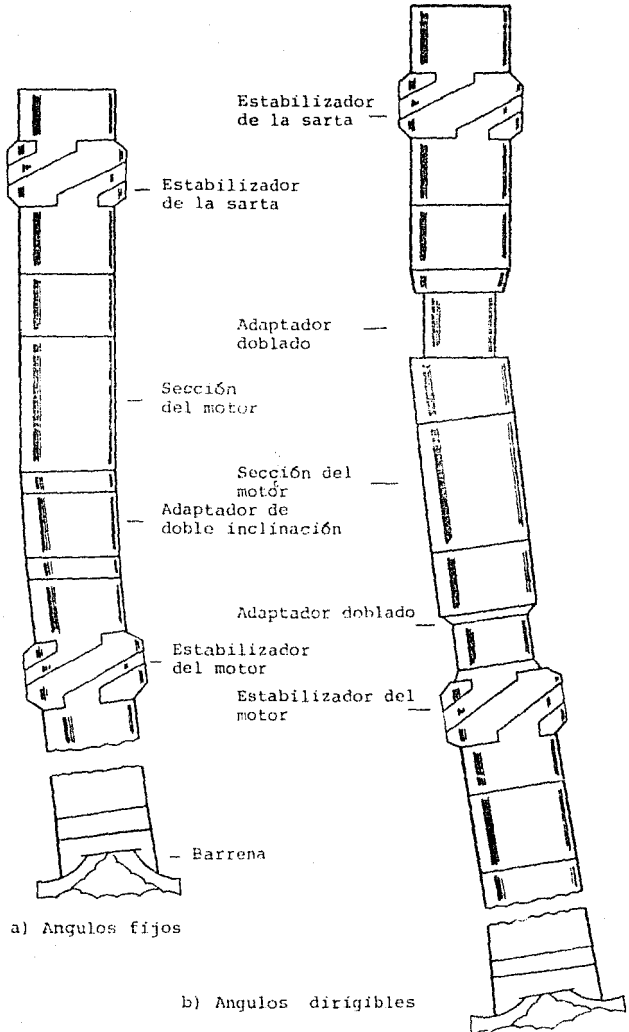 Estabilizador
de la sarta
Estabilizador
de la sarta
Sección
del motor
Adaptador de
doble inclinación
Estabilizador
del motor
Barrena
a) Angulos fijos
Adaptador
doblado
Sección del
motor
Adaptador doblado
Estabilizador del
motor
b) Angulos dirigibles